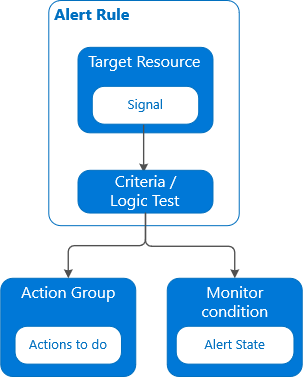 Alert Rule
Target Resource
Signal
Criteria /
Logic Test
Action Group
Actions to do
Monitor
condition
Alert State